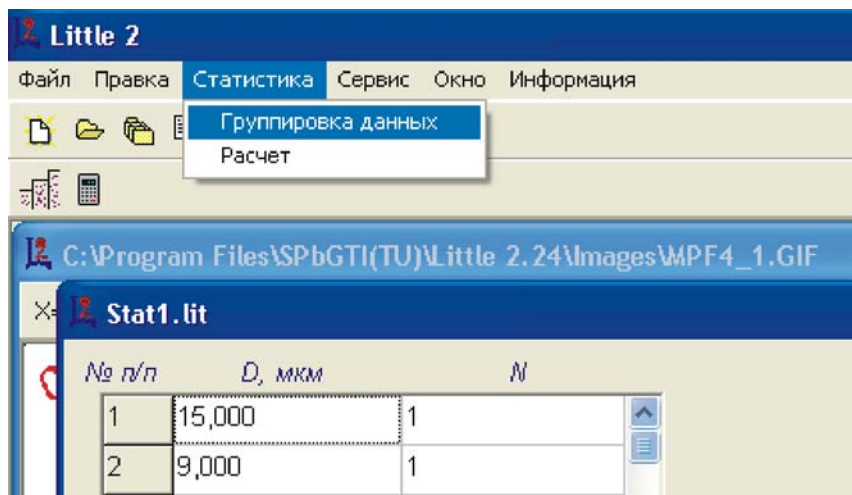 Little 2
Файл Правка Статистика Сервис Окно Информация
Группировка данных
Расчет
C:\Program Files\SPbGTI(TU)\Little 2.24\Images\MPF4_1.GIF
X=
Stat1.lit
№ п/п D, мкм N
1 15,000 1
2 9,000 1